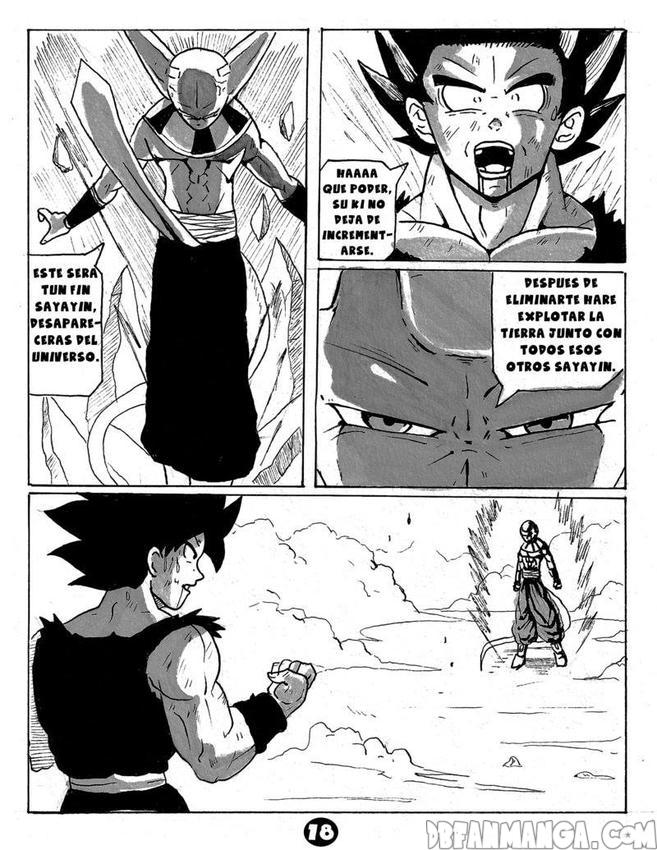 ESTE SERA
TUN FIN
SAYAYIN,
DESAPARE-
CERAS DEL
UNIVERSO.
HAAAA
QUE PODER,
SU KI NO
DEJA DE
INCREMENT-
ARSE.
DESPUES DE
ELIMINARTE HARE
EXPLOTAR LA
TIERRA JUNTO CON
TODOS ESOS
OTROS SAYAYIN.
18
DBFANMANGA.COM